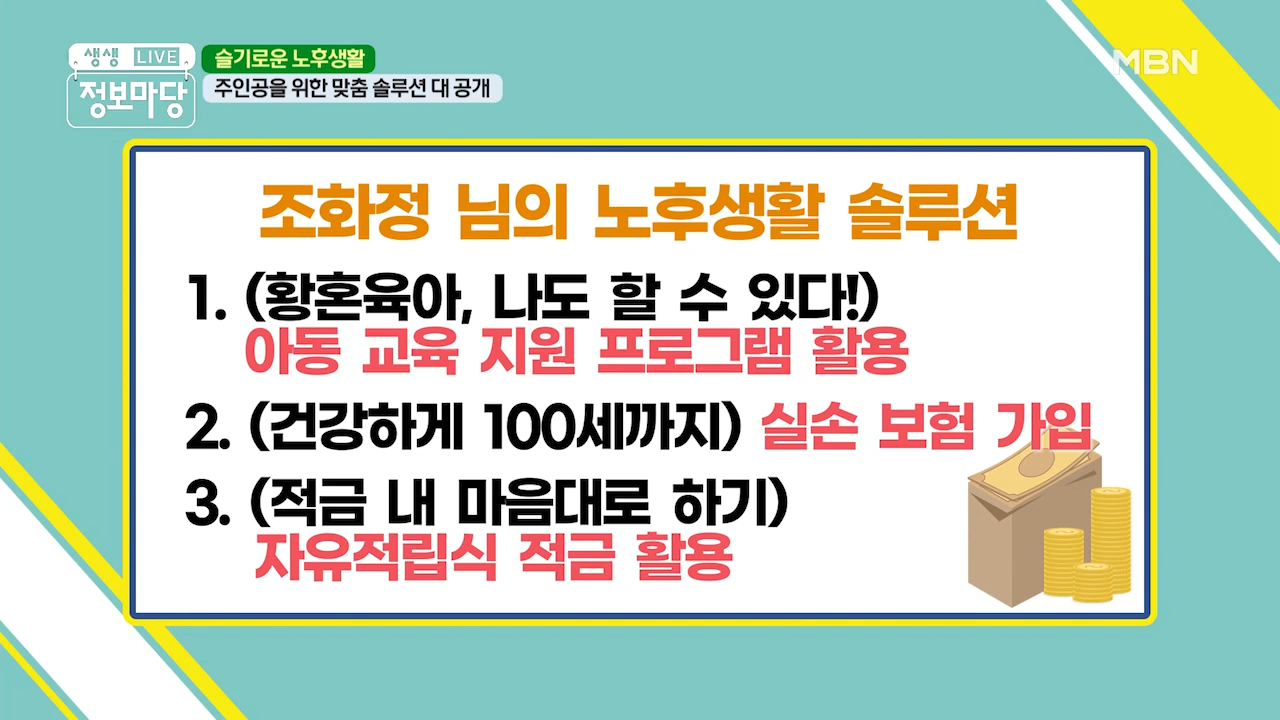 생생 LIVE
정보마당
슬기로운 노후생활
주인공을 위한 맞춤 솔루션 대 공개
MBN
조화정 님의 노후생활 솔루션
1. (황혼육아, 나도 할 수 있다!)
아동 교육 지원 프로그램 활용
2. (건강하게 100세까지) 실손 보험 가입
3. (적금 내 마음대로 하기)
자유적립식 적금 활용